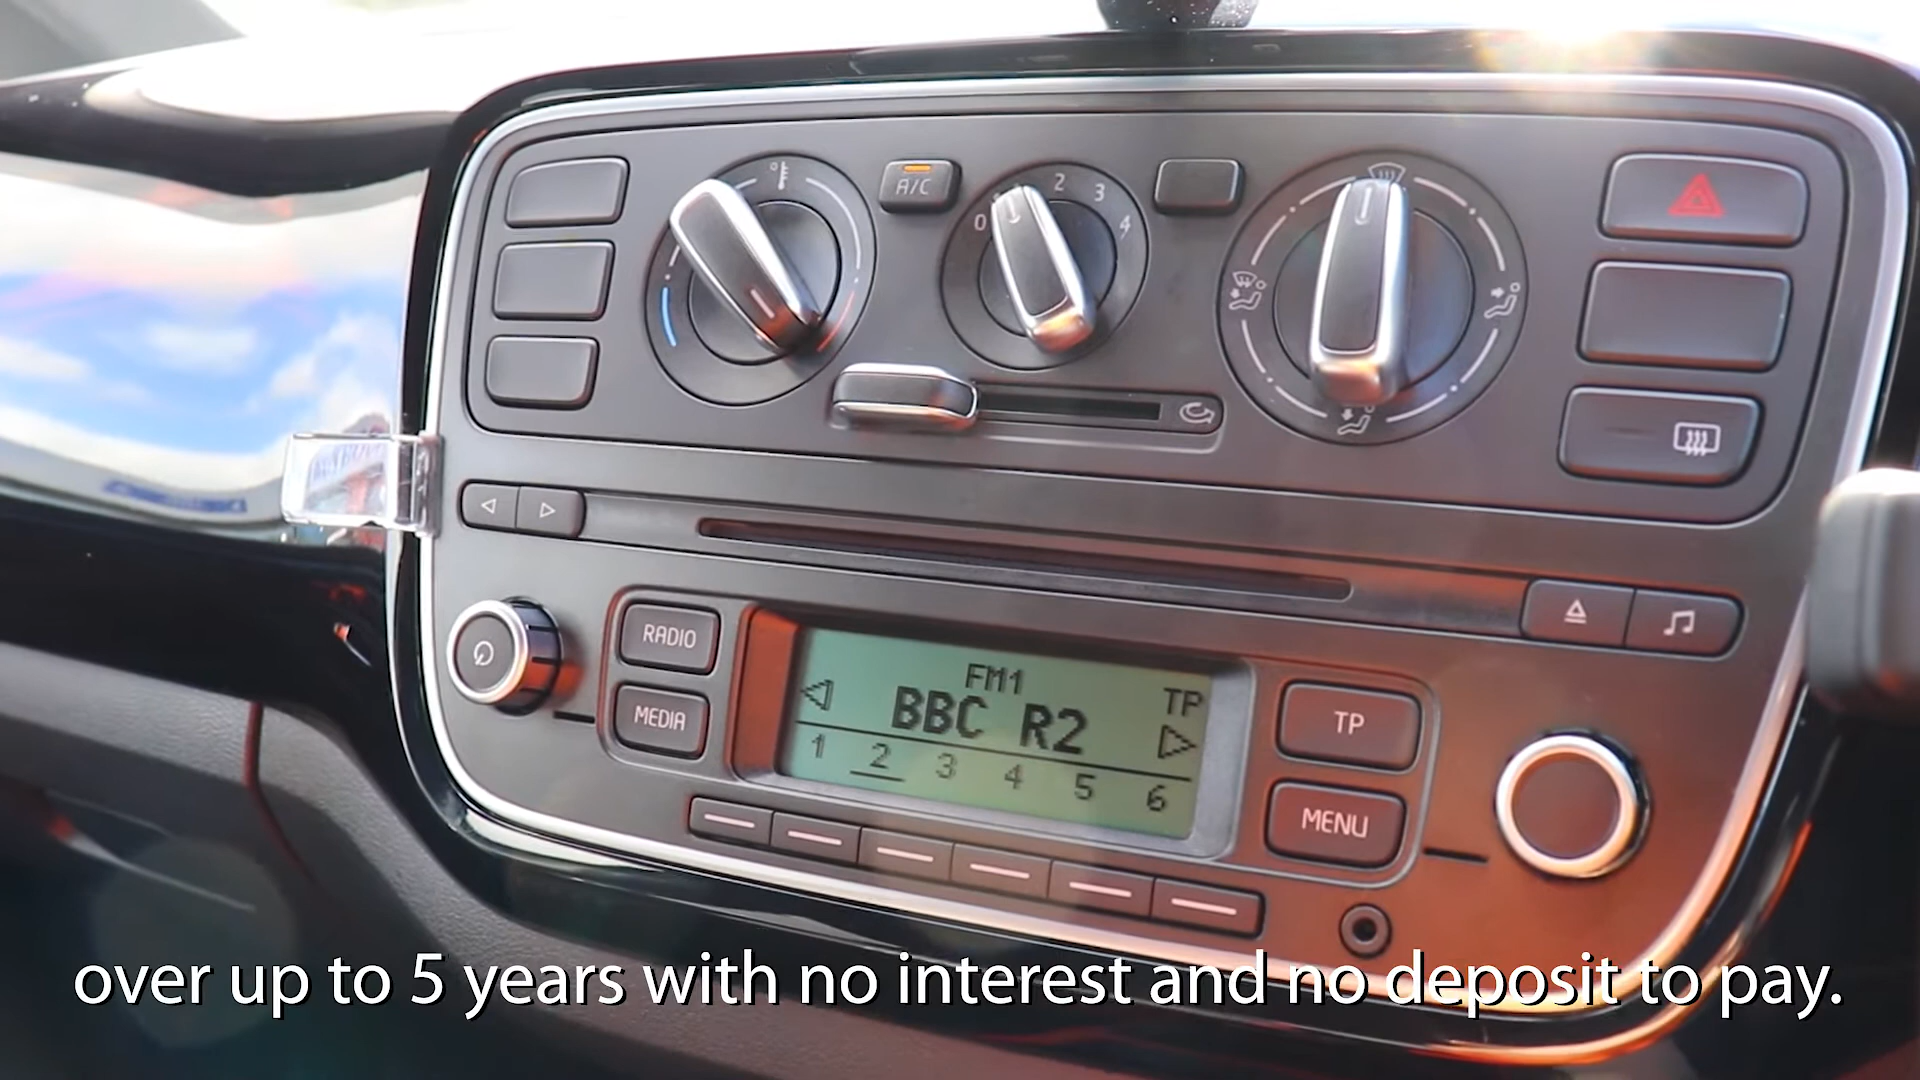 A/C
0 2 3 4
RADIO
MEDIA
FM1
TP
BBC R2
1 2 3 4 5 6
TP
MENU
over up to 5 years with no interest and no deposit to pay.